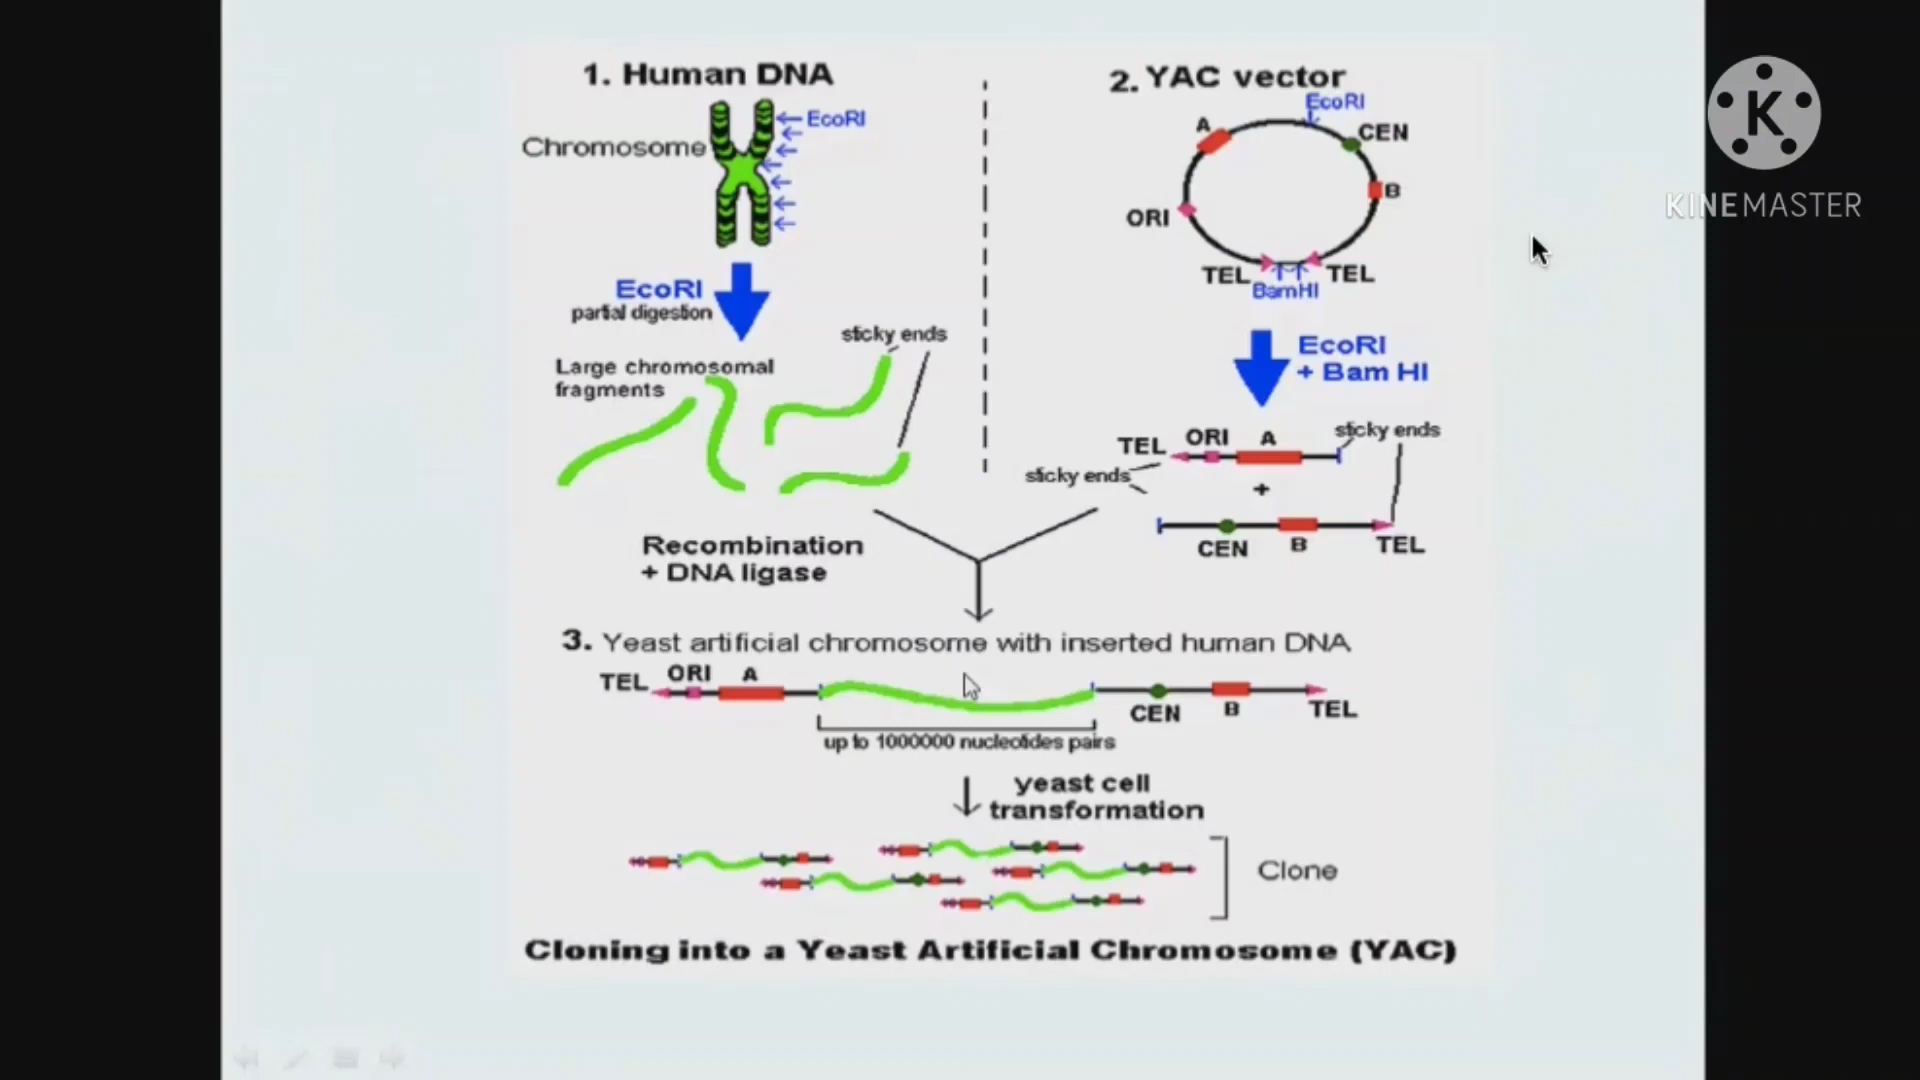 1. Human DNA
Chromosome
EcoRI
EcoRI
partial digestion
Large chromosomal
fragments
sticky ends
2. YAC vector
EcoRI
A
CEN
B
ORI
TEL
TEL
BamHI
EcoRI
+ Bam HI
sticky ends
TEL
ORI
A
sticky ends
+
CEN
B
TEL
Recombination
+ DNA ligase
3. Yeast artificial chromosome with inserted human DNA
TEL
ORI
A
CEN
B
TEL
up to 1000000 nucleotides pairs
yeast cell
transformation
Clone
Cloning into a Yeast Artificial Chromosome (YAC)
K
KINEMASTER